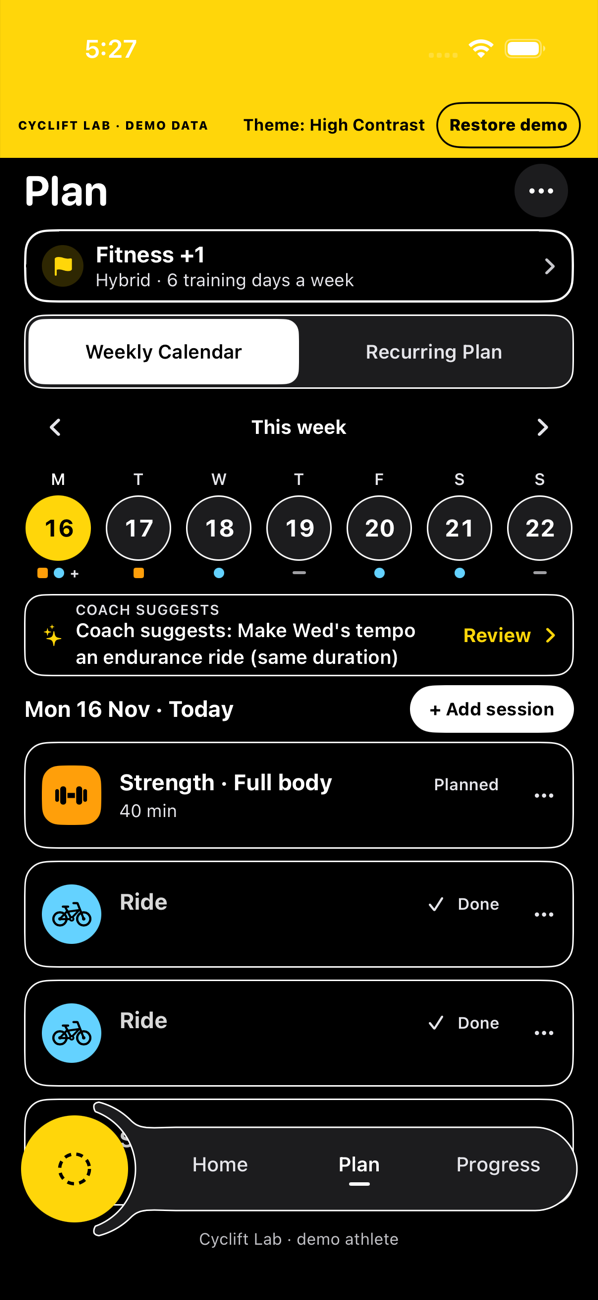 5:27
CYCLIFT LAB · DEMO DATA
Theme: High Contrast
Restore demo
Plan
Fitness +1
Hybrid · 6 training days a week
Weekly Calendar
Recurring Plan
This week
M T W T F S S
16 17 18 19 20 21 22
+
COACH SUGGESTS
Coach suggests: Make Wed's tempo
an endurance ride (same duration)
Review
Mon 16 Nov · Today
+ Add session
Strength · Full body
Planned
40 min
Ride
Done
Ride
Done
Home
Plan
Progress
Cyclift Lab · demo athlete